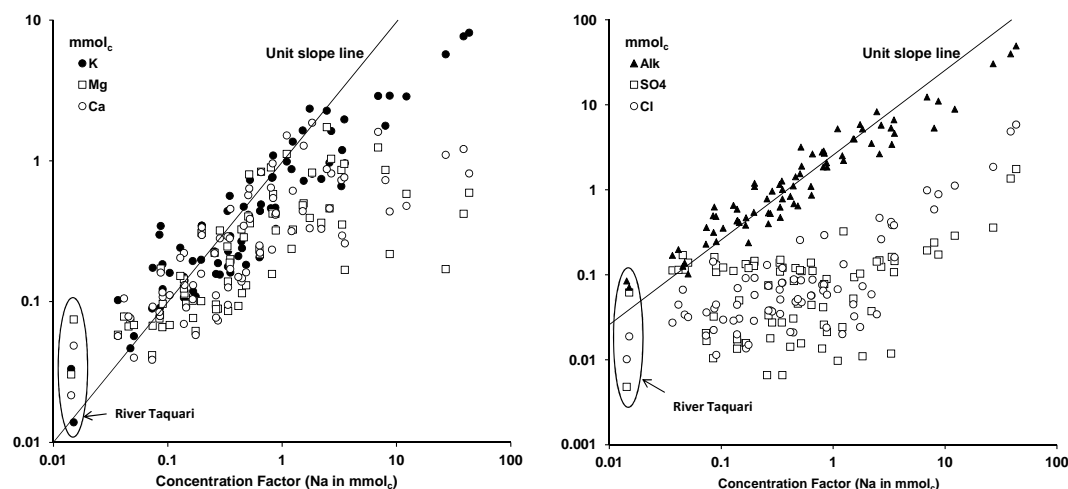 10
mmolc
K
Mg
Ca
Unit slope line
1
0.1
River Taquari
0.01
0.01 0.1 1 10 100
Concentration Factor (Na in mmolc)
100
mmolc
Alk
SO4
Cl
Unit slope line
10
1
0.1
0.01
River Taquari
0.001
0.01 0.1 1 10 100
Concentration Factor (Na in mmolc)